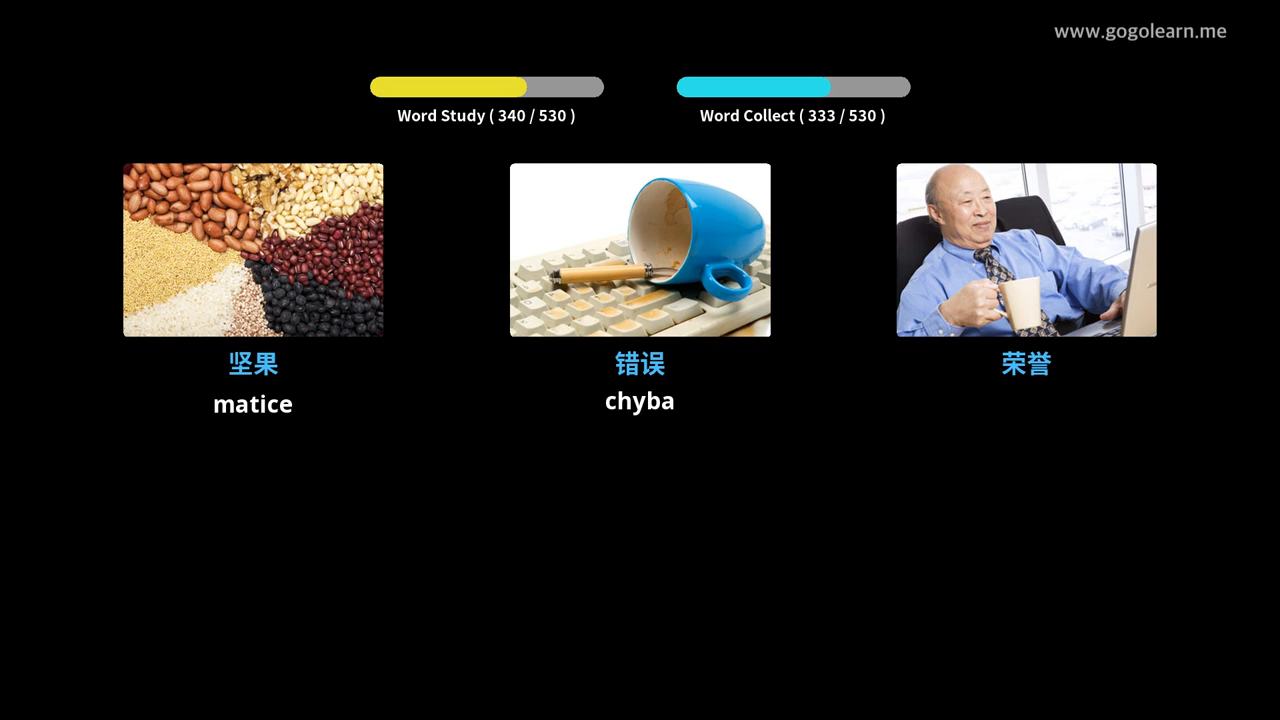 www.gogolearn.me
Word Study ( 340 / 530 )
Word Collect ( 333 / 530 )
坚果
错误
荣誉
matice
chyba